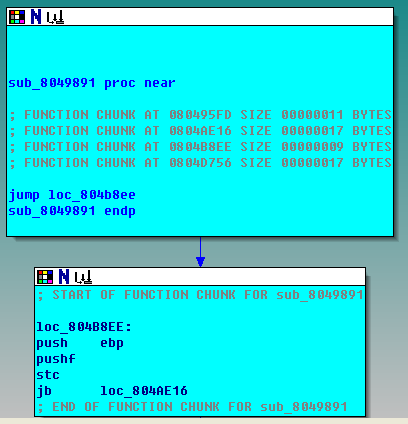 N
sub_8049891 proc near
; FUNCTION CHUNK AT 080495FD SIZE 00000011 BYTES
; FUNCTION CHUNK AT 0804AE16 SIZE 00000017 BYTES
; FUNCTION CHUNK AT 0804B8EE SIZE 00000009 BYTES
; FUNCTION CHUNK AT 0804D756 SIZE 00000017 BYTES
jump loc_804b8ee
sub_8049891 endp
N
; START OF FUNCTION CHUNK FOR sub_8049891
loc_804B8EE:
push ebp
pushf
stc
jb loc_804AE16
; END OF FUNCTION CHUNK FOR sub_8049891